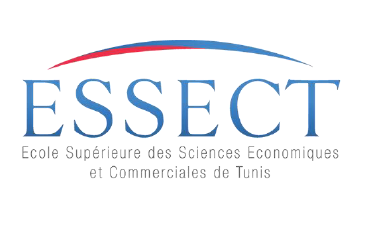 ESSECT
Ecole Supérieure des Sciences Economiques
et Commerciales de Tunis